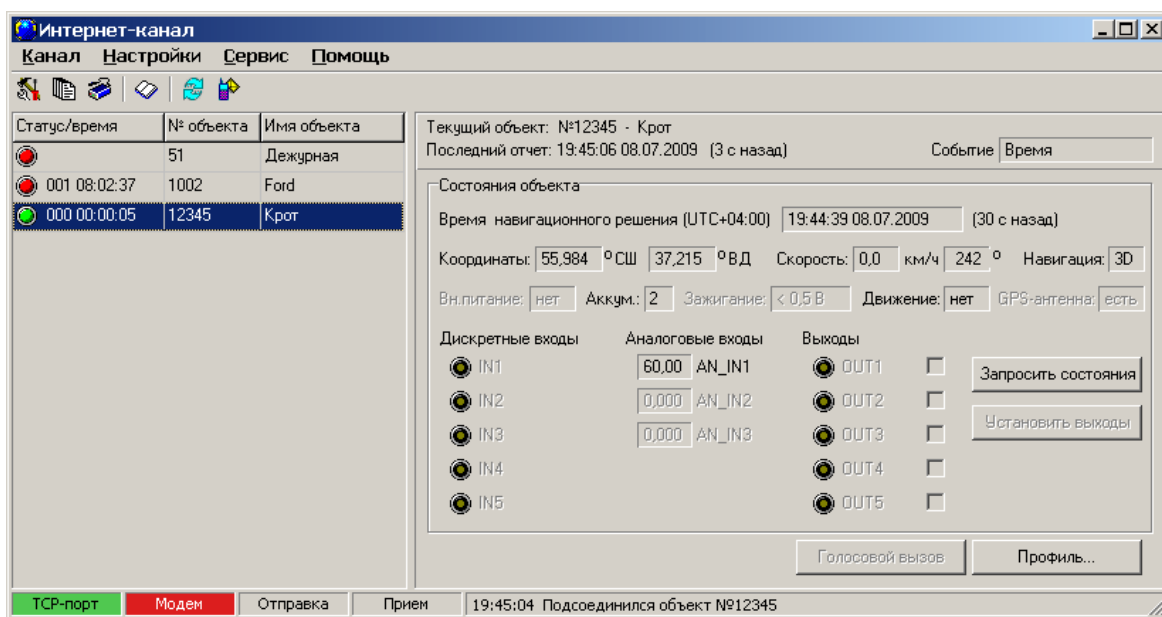 Интернет-канал
Канал Настройки Сервис Помощь
Статус/время № объекта Имя объекта
51 Дежурная
001 08:02:37 1002 Ford
000 00:00:05 12345 Крот
Текущий объект: №12345 - Крот
Последний отчет: 19:45:06 08.07.2009 (3 с назад) Событие Время
Состояния объекта
Время навигационного решения (UTC+04:00) 19:44:39 08.07.2009 (30 с назад)
Координаты: 55,984 ° СШ 37,215 ° ВД Скорость: 0,0 км/ч 242 ° Навигация: 3D
Вн.питание: нет Аккум.: 2 Зажигание: < 0,5 В Движение: нет GPS-антенна: есть
Дискретные входы Аналоговые входы Выходы
IN1 60,00 AN_IN1 OUT1 Запросить состояния
IN2 0,000 AN_IN2 OUT2
IN3 0,000 AN_IN3 OUT3 Установить выходы
IN4 OUT4
IN5 OUT5
Голосовой вызов Профиль...
TCP-порт Модем Отправка Прием 19:45:04 Подсоединился объект №12345